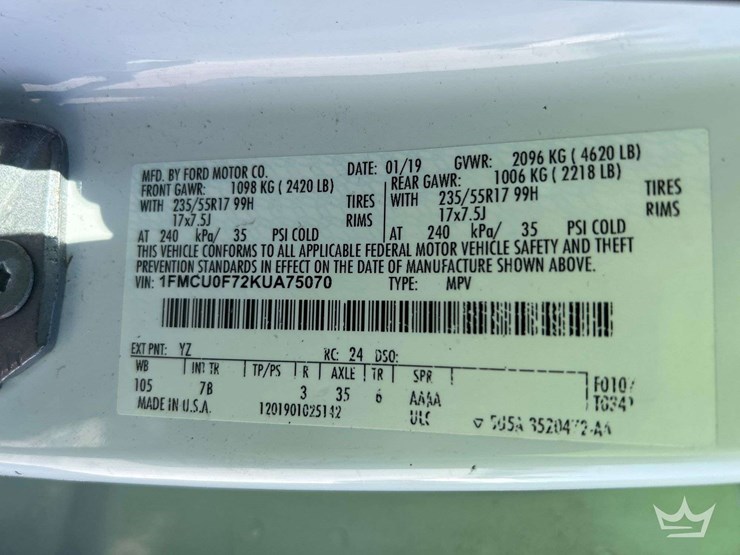 MFD. BY FORD MOTOR CO. DATE: 01/19 GVWR: 2096 KG ( 4620 LB)
FRONT GAWR: 1098 KG ( 2420 LB) REAR GAWR: 1006 KG ( 2218 LB)
WITH 235/55R17 99H TIRES WITH 235/55R17 99H TIRES
17x7.5J RIMS 17x7.5J RIMS
AT 240 kPa/ 35 PSI COLD AT 240 kPa/ 35 PSI COLD
THIS VEHICLE CONFORMS TO ALL APPLICABLE FEDERAL MOTOR VEHICLE SAFETY AND THEFT
PREVENTION STANDARDS IN EFFECT ON THE DATE OF MANUFACTURE SHOWN ABOVE.
VIN: 1FMCU0F72KUA75070 TYPE: MPV
EXT PNT: YZ RC: 24 DSO:
WB INT TR TP/PS R AXLE TR SPR
105 7B 3 35 6 AAAA
MADE IN U.S.A.
ULC